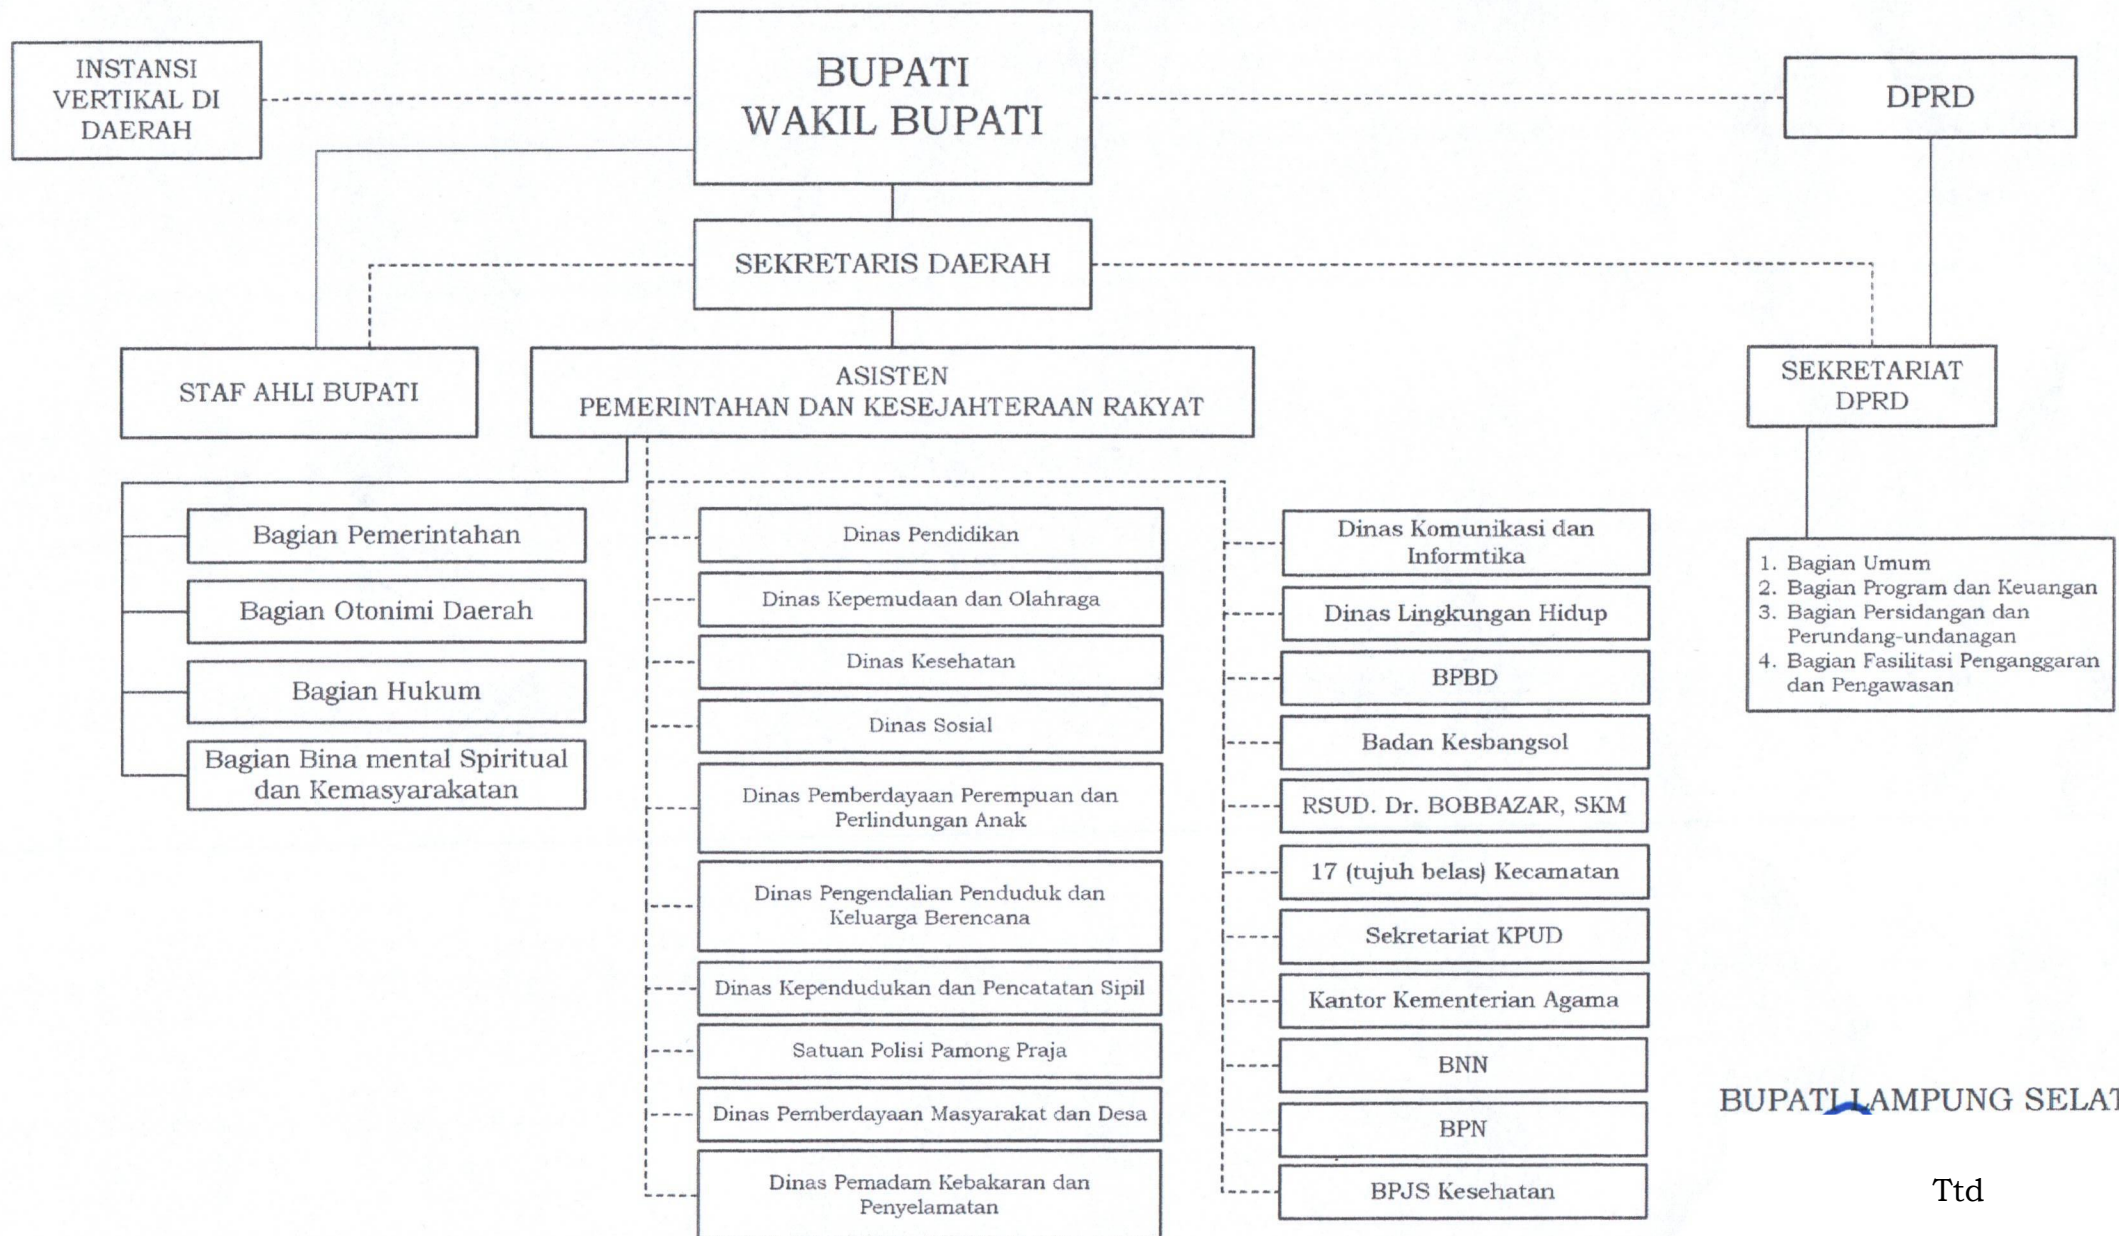 INSTANSI
VERTIKAL DI
DAERAH
BUPATI
WAKIL BUPATI
DPRD
SEKRETARIS DAERAH
STAF AHLI BUPATI
ASISTEN
PEMERINTAHAN DAN KESEJAHTERAAN RAKYAT
SEKRETARIAT
DPRD
Bagian Pemerintahan
Bagian Otonimi Daerah
Bagian Hukum
Bagian Bina mental Spiritual
dan Kemasyarakatan
Dinas Pendidikan
Dinas Kepemudaan dan Olahraga
Dinas Kesehatan
Dinas Sosial
Dinas Pemberdayaan Perempuan dan
Perlindungan Anak
Dinas Pengendalian Penduduk dan
Keluarga Berencana
Dinas Kependudukan dan Pencatatan Sipil
Satuan Polisi Pamong Praja
Dinas Pemberdayaan Masyarakat dan Desa
Dinas Pemadam Kebakaran dan
Penyelamatan
Dinas Komunikasi dan
Informtika
Dinas Lingkungan Hidup
BPBD
Badan Kesbangsol
RSUD. Dr. BOBBAZAR, SKM
17 (tujuh belas) Kecamatan
Sekretariat KPUD
Kantor Kementerian Agama
BNN
BPN
BPJS Kesehatan
1. Bagian Umum
2. Bagian Program dan Keuangan
3. Bagian Persidangan dan
Perundang-undanagan
4. Bagian Fasilitasi Penganggaran
dan Pengawasan
BUPATI LAMPUNG SELAT
Ttd